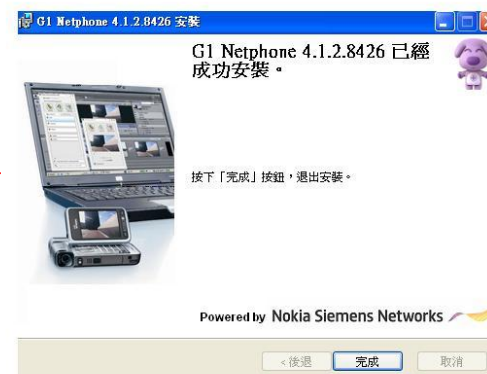 G1 Netphone 4.1.2.8426 安裝
G1 Netphone 4.1.2.8426 已經
成功安裝。
按下「完成」按鈕，退出安裝。
Powered by Nokia Siemens Networks
<後退
完成
取消